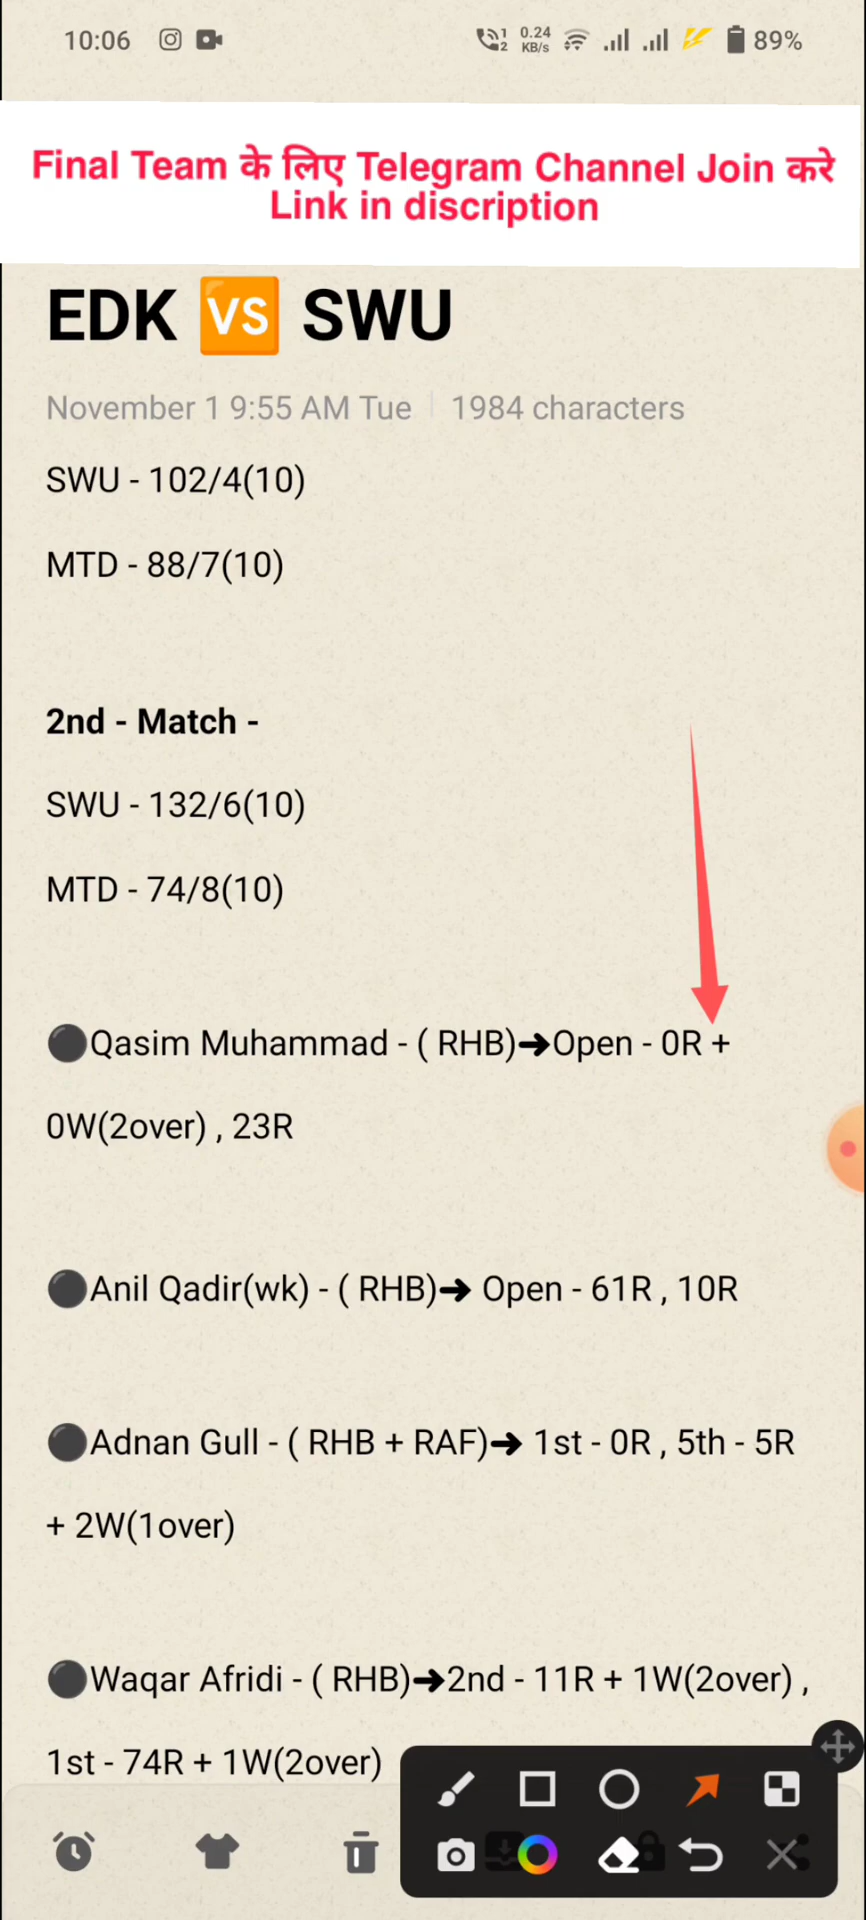 10:06 1 2 0.24 KB/s 89%
Final Team के लिए Telegram Channel Join करे
Link in discription
EDK VS SWU
November 1 9:55 AM Tue 1984 characters
SWU - 102/4(10)
MTD - 88/7(10)
2nd - Match -
SWU - 132/6(10)
MTD - 74/8(10)
⚫Qasim Muhammad - ( RHB)➜Open - 0R +
0W(2over) , 23R
⚫Anil Qadir(wk) - ( RHB)➜ Open - 61R , 10R
⚫Adnan Gull - ( RHB + RAF)➜ 1st - 0R , 5th - 5R
+ 2W(1over)
⚫Waqar Afridi - ( RHB)➜2nd - 11R + 1W(2over) ,
1st - 74R + 1W(2over)